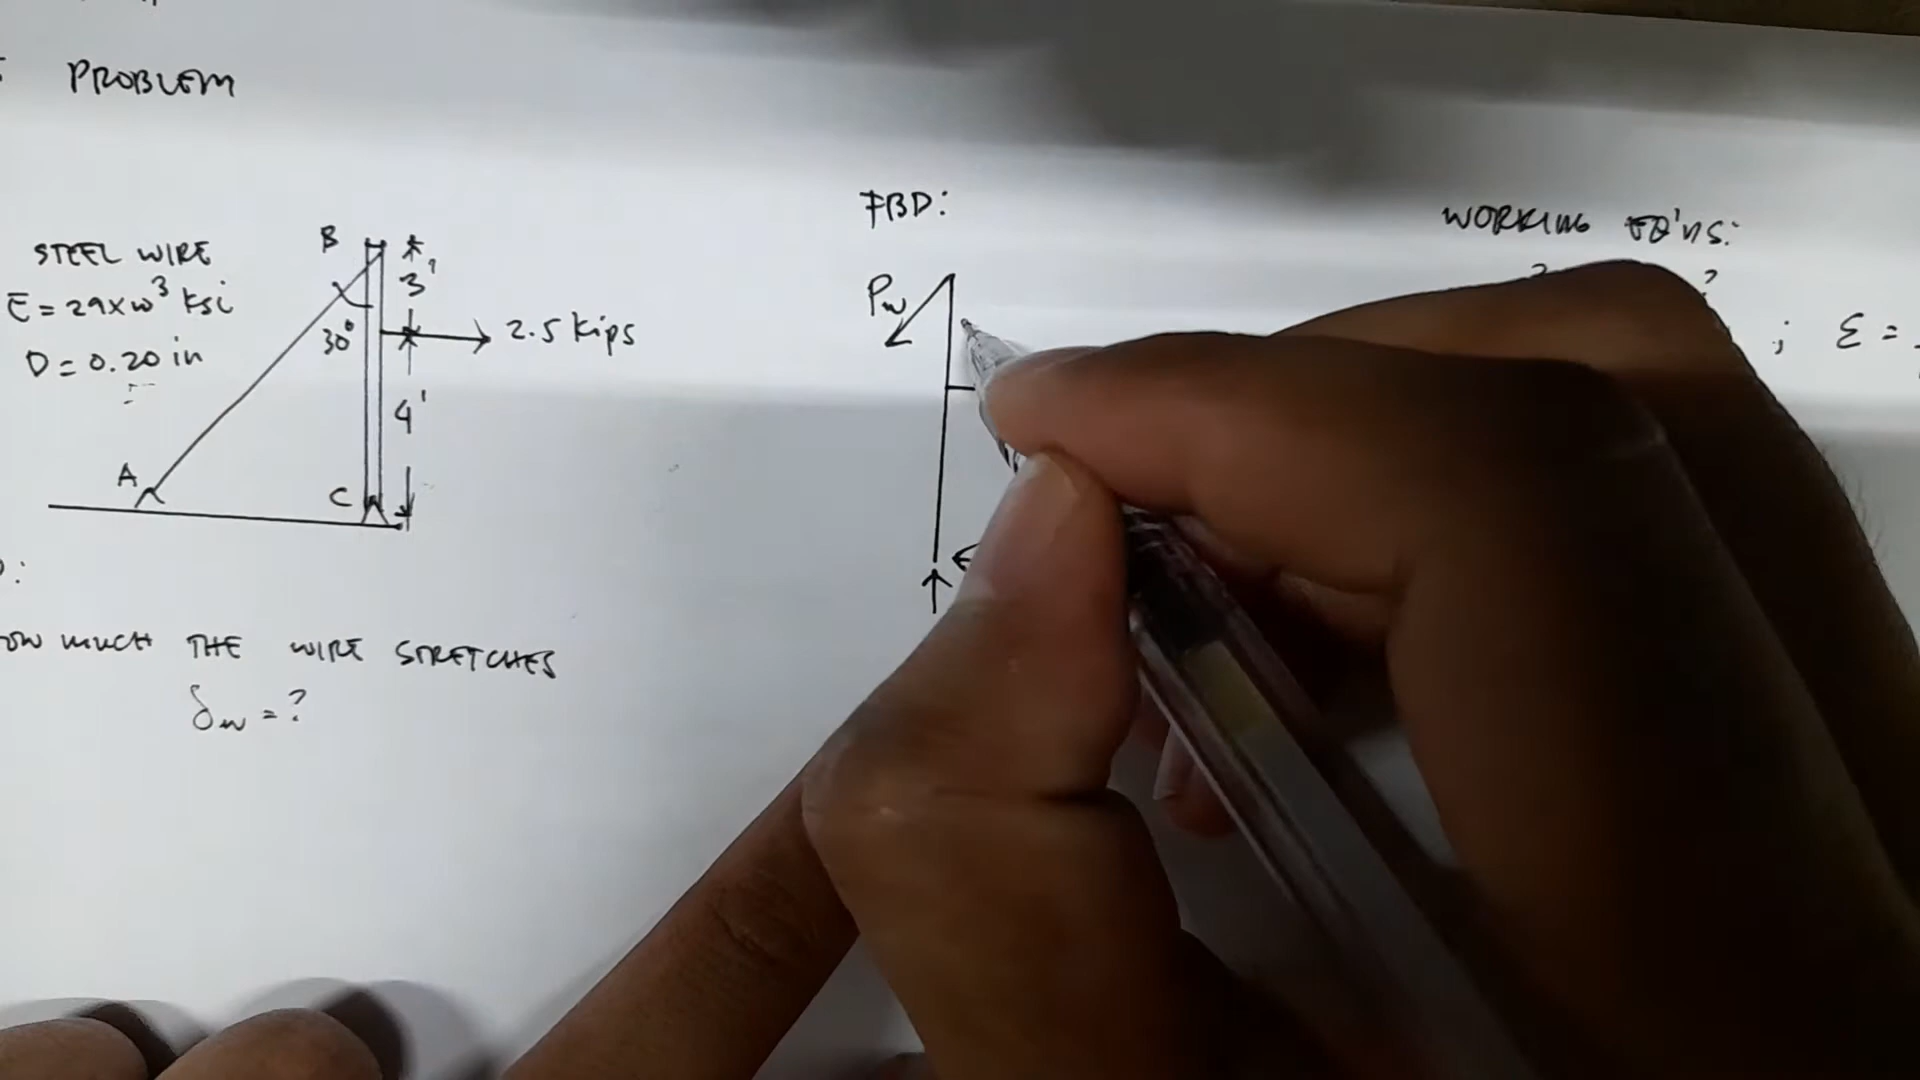 PROBLEM
STEEL WIRE
E = 29x10³ ksi
D = 0.20 in
B
3'
30°
2.5 kips
4'
A
C
MUCH THE WIRE STRETCHES
δw = ?
FBD:
Pw
WORKING EQ'NS:
?
?
; ε =